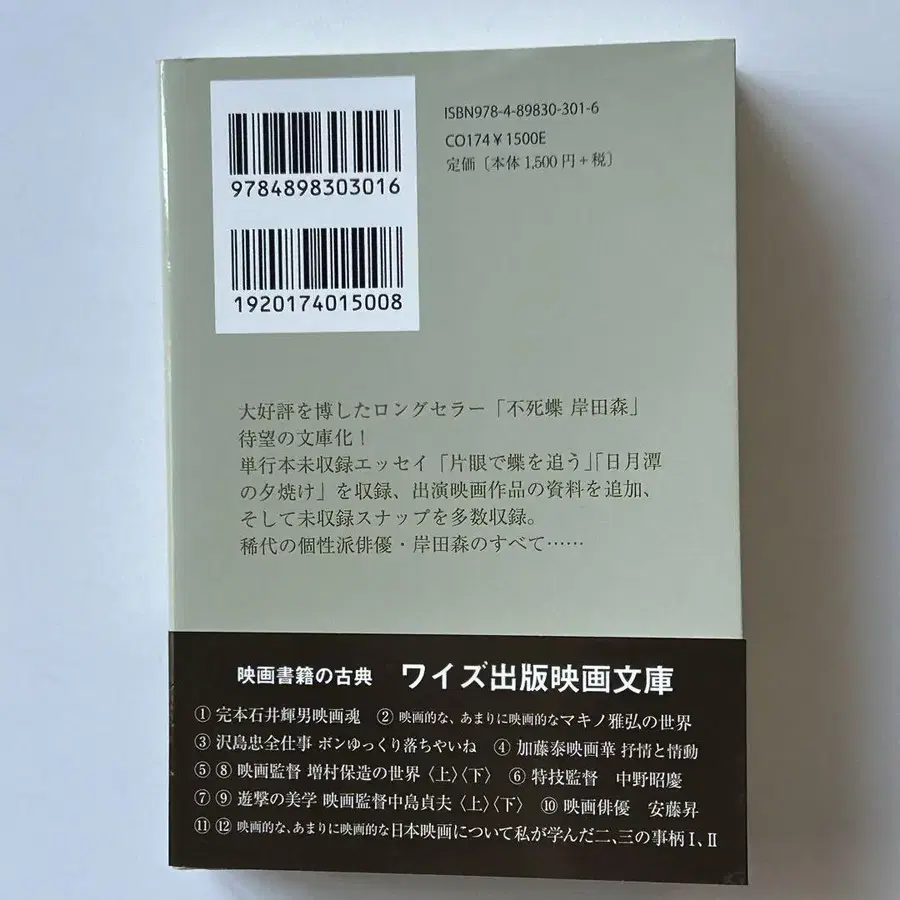 9784898303016
1920174015008
ISBN978-4-89830-301-6
C0174¥1500E
定価〔本体1,500円+税〕
大好評を博したロングセラー「不死蝶 岸田森」
待望の文庫化!
単行本未収録エッセイ「片眼で蝶を追う」「日月潭
の夕焼け」を収録、出演映画作品の資料を追加、
そして未収録スナップを多数収録。
稀代の個性派俳優・岸田森のすべて……
映画書籍の古典 ワイズ出版映画文庫
① 完本石井輝男映画魂 ② 映画的な、あまりに映画的なマキノ雅弘の世界
③ 沢島忠全仕事 ボンゆっくり落ちやいね ④ 加藤泰映画華 抒情と情動
⑤ ⑧ 映画監督 増村保造の世界〈上〉〈下〉 ⑥ 特技監督 中野昭慶
⑦ ⑨ 遊撃の美学 映画監督中島貞夫〈上〉〈下〉 ⑩ 映画俳優 安藤昇
⑪ ⑫ 映画的な、あまりに映画的な日本映画について私が学んだ二、三の事柄Ⅰ、Ⅱ